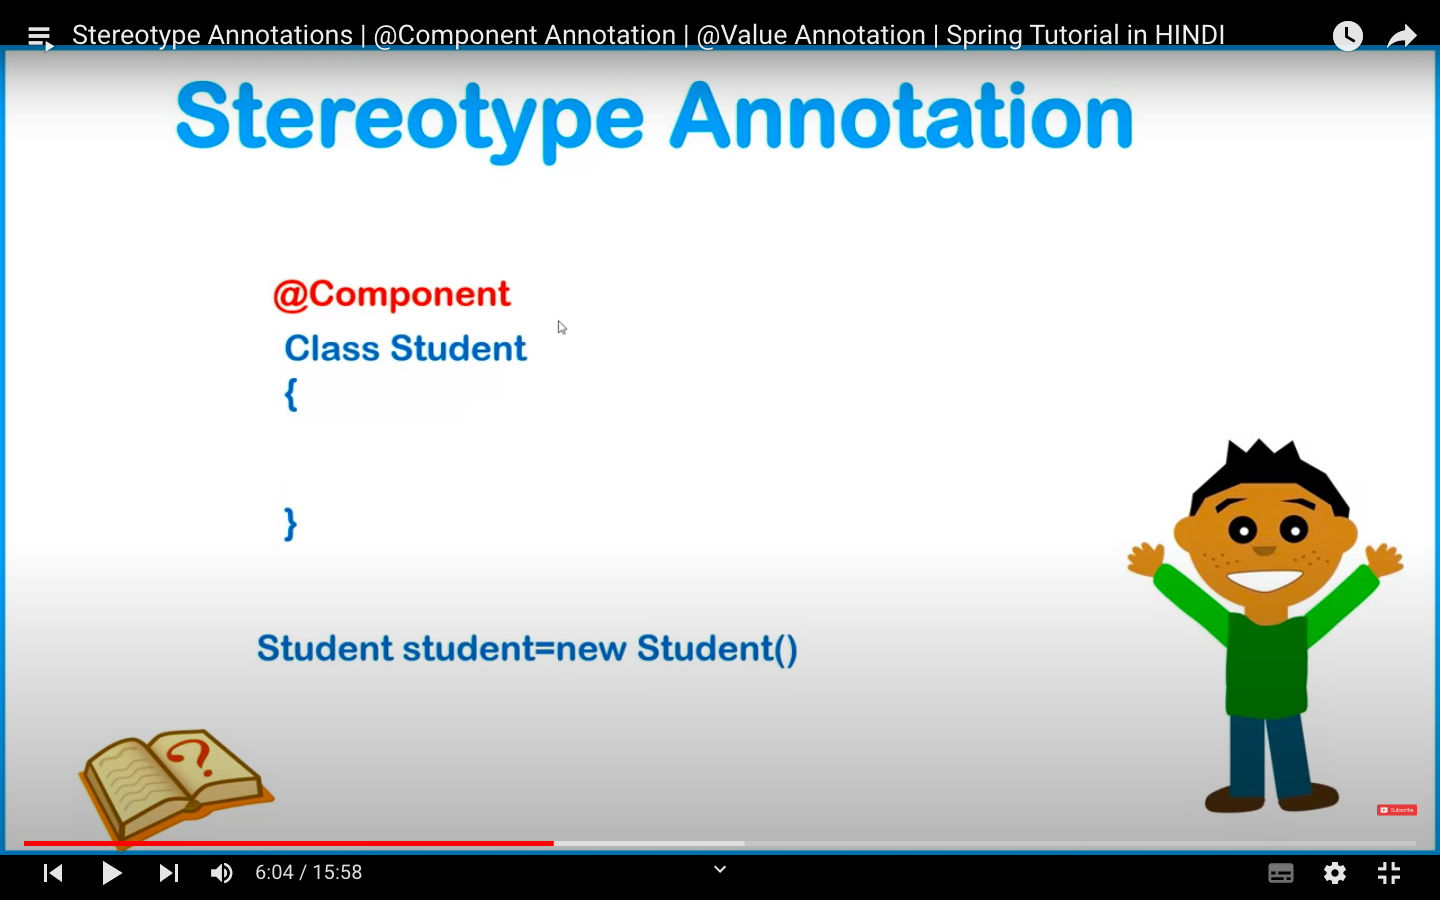 Stereotype Annotations | @Component Annotation | @Value Annotation | Spring Tutorial in HINDI
Stereotype Annotation
@Component
Class Student
{
}
Student student=new Student()
?
Subscribe
6:04 / 15:58